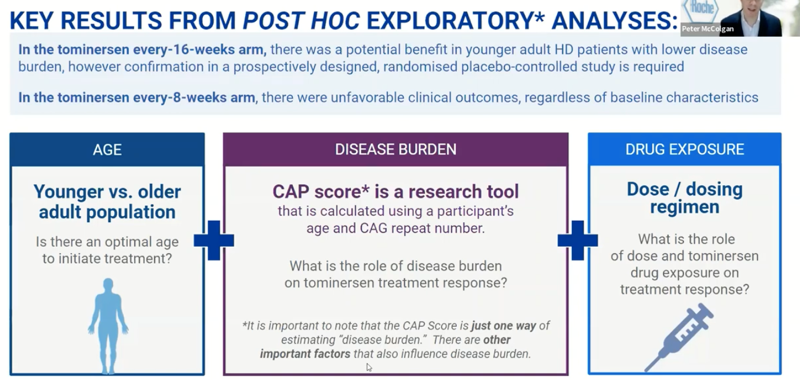 KEY RESULTS FROM POST HOC EXPLORATORY* ANALYSES:
Roche
Peter McColgan
In the tominersen every-16-weeks arm, there was a potential benefit in younger adult HD patients with lower disease
burden, however confirmation in a prospectively designed, randomised placebo-controlled study is required
In the tominersen every-8-weeks arm, there were unfavorable clinical outcomes, regardless of baseline characteristics
AGE
Younger vs. older
adult population
Is there an optimal age
to initiate treatment?
DISEASE BURDEN
CAP score* is a research tool
that is calculated using a participant's
age and CAG repeat number.
What is the role of disease burden
on tominersen treatment response?
*It is important to note that the CAP Score is just one way of
estimating "disease burden." There are other
important factors that also influence disease burden.
DRUG EXPOSURE
Dose / dosing
regimen
What is the role
of dose and tominersen
drug exposure on
treatment response?